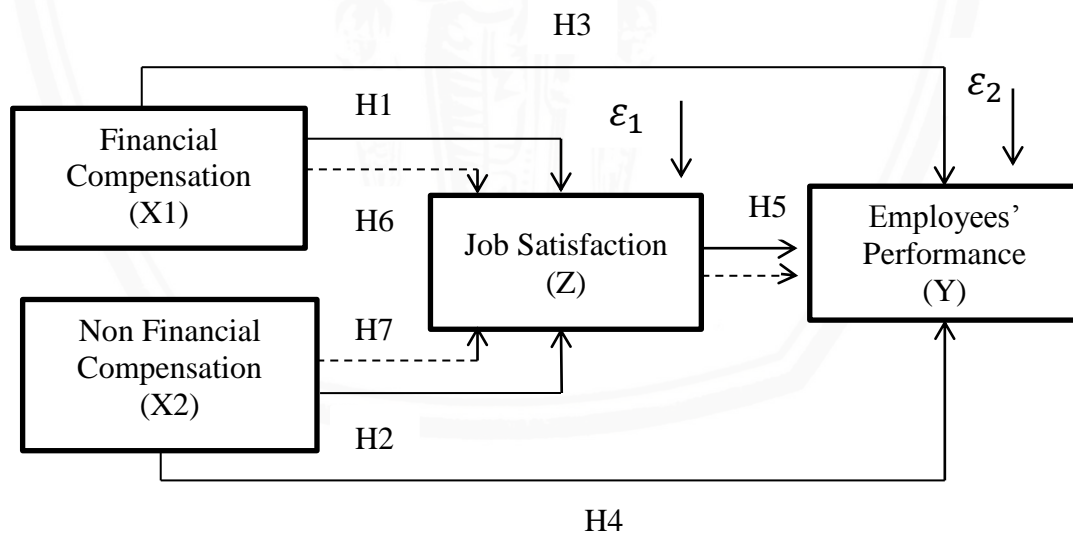 H3
H1
ε₁
ε₂
Financial
Compensation
(X1)
H6
Job Satisfaction
(Z)
H5
Employees’
Performance
(Y)
Non Financial
Compensation
(X2)
H7
H2
H4